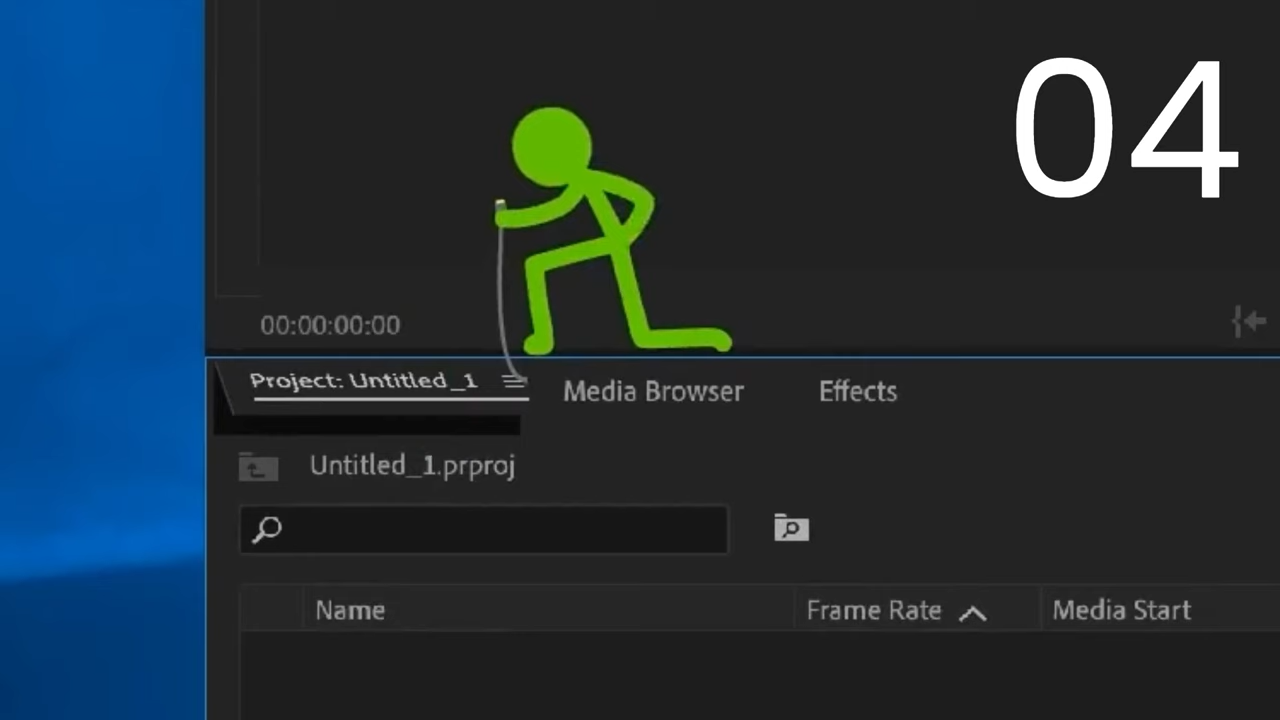 04
00:00:00:00
Project: Untitled_1
Media Browser
Effects
Untitled_1.prproj
Name
Frame Rate
Media Start